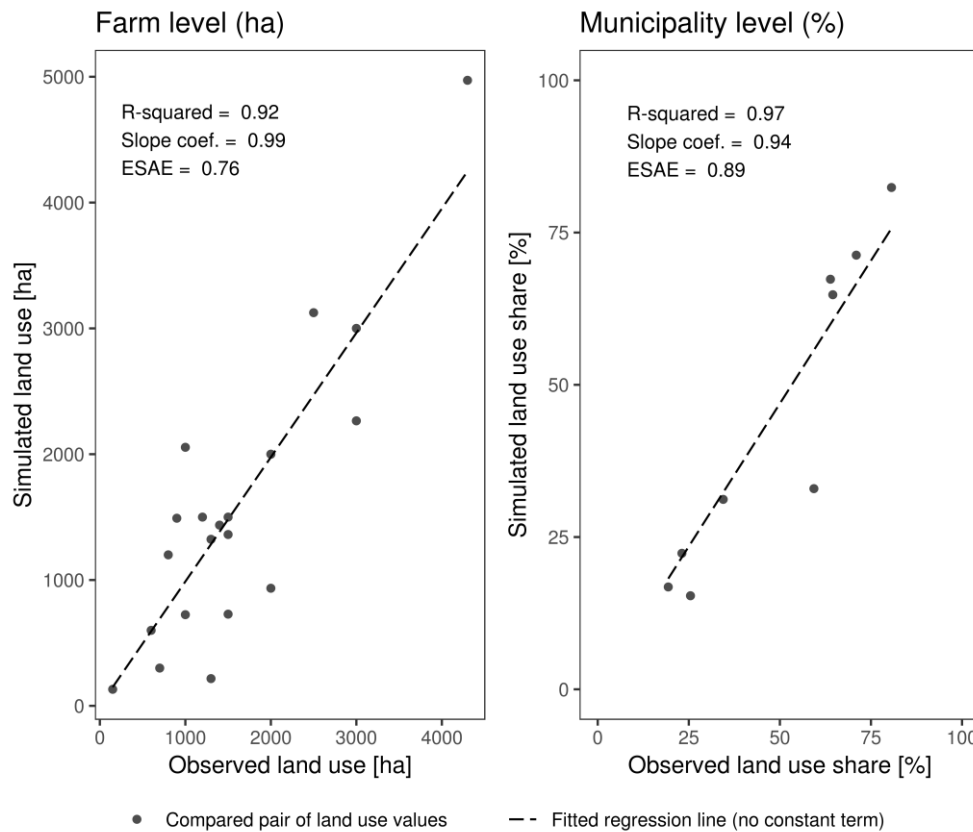 Farm level (ha)
R-squared = 0.92
Slope coef. = 0.99
ESAE = 0.76
5000
4000
3000
2000
1000
0
Simulated land use [ha]
0 1000 2000 3000 4000
Observed land use [ha]
Municipality level (%)
R-squared = 0.97
Slope coef. = 0.94
ESAE = 0.89
100
75
50
25
0
Simulated land use share [%]
0 25 50 75 100
Observed land use share [%]
Compared pair of land use values
Fitted regression line (no constant term)